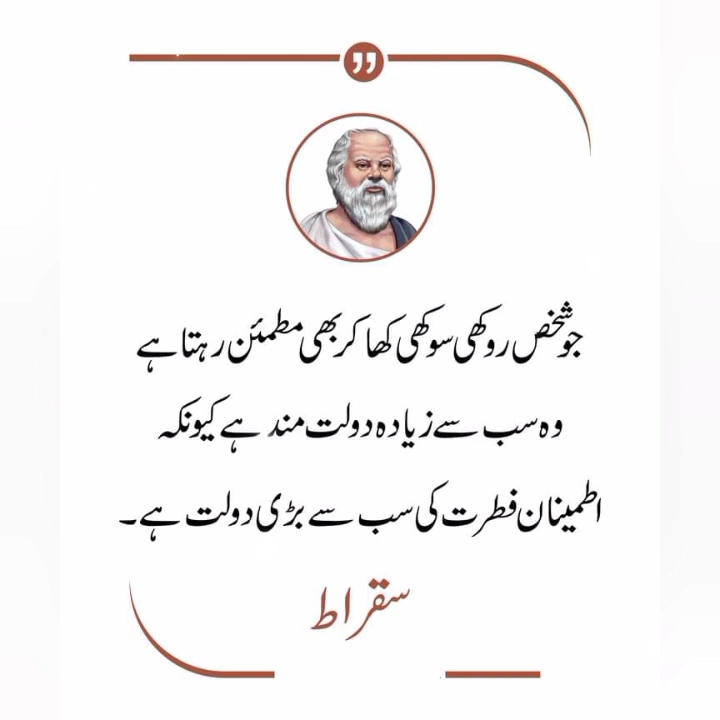 جو شخص روکھی سوکھی کھا کر بھی مطمئن رہتا ہے
وہ سب سے زیادہ دولت مند ہے کیونکہ
اطمینان فطرت کی سب سے بڑی دولت ہے۔
سقراط